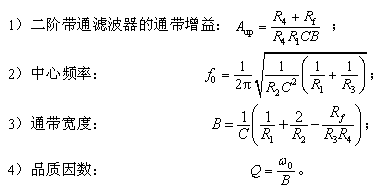 1）二阶带通滤波器的通带增益： $A_{up} = \frac{R_4 + R_f}{R_4 R_1 C B}$ ；
2）中心频率： $f_0 = \frac{1}{2\pi} \sqrt{\frac{1}{R_2 C^2} \left( \frac{1}{R_1} + \frac{1}{R_3} \right)}$ ；
3）通带宽度： $B = \frac{1}{C} \left( \frac{1}{R_1} + \frac{2}{R_2} - \frac{R_f}{R_3 R_4} \right)$
4）品质因数： $Q = \frac{\omega_0}{B}$ 。